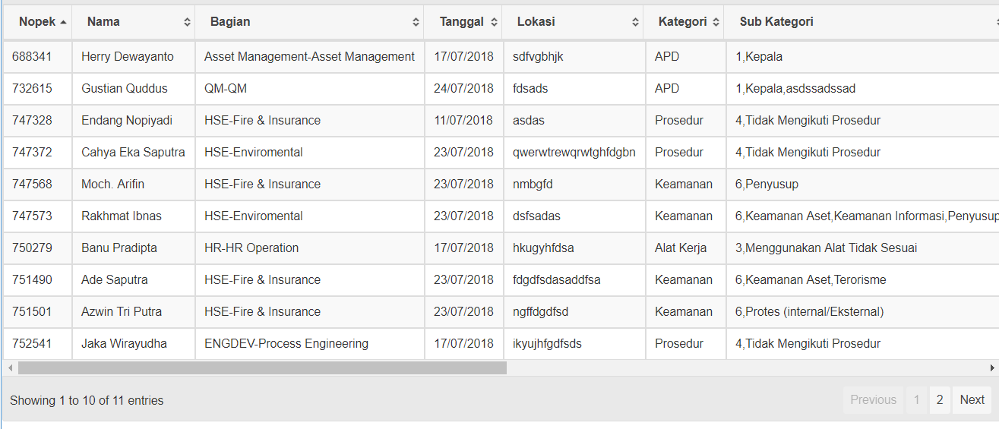 Nopek Nama Bagian Tanggal Lokasi Kategori Sub Kategori
688341 Herry Dewayanto Asset Management-Asset Management 17/07/2018 sdfvgbhjk APD 1,Kepala
732615 Gustian Quddus QM-QM 24/07/2018 fdsads APD 1,Kepala,asdssadssad
747328 Endang Nopiyadi HSE-Fire & Insurance 11/07/2018 asdas Prosedur 4,Tidak Mengikuti Prosedur
747372 Cahya Eka Saputra HSE-Enviromental 23/07/2018 qwerwtrewqrwtghfdgbn Prosedur 4,Tidak Mengikuti Prosedur
747568 Moch. Arifin HSE-Fire & Insurance 23/07/2018 nmbgfd Keamanan 6,Penyusup
747573 Rakhmat Ibnas HSE-Enviromental 23/07/2018 dsfsadas Keamanan 6,Keamanan Aset,Keamanan Informasi,Penyusup
750279 Banu Pradipta HR-HR Operation 17/07/2018 hkugyhfdsa Alat Kerja 3,Menggunakan Alat Tidak Sesuai
751490 Ade Saputra HSE-Fire & Insurance 23/07/2018 fdgdfsdasaddfsa Keamanan 6,Keamanan Aset,Terorisme
751501 Azwin Tri Putra HSE-Fire & Insurance 23/07/2018 ngffdgdfsd Keamanan 6,Protes (internal/Eksternal)
752541 Jaka Wirayudha ENGDEV-Process Engineering 17/07/2018 ikyujhfgdfsds Prosedur 4,Tidak Mengikuti Prosedur
Showing 1 to 10 of 11 entries Previous 1 2 Next